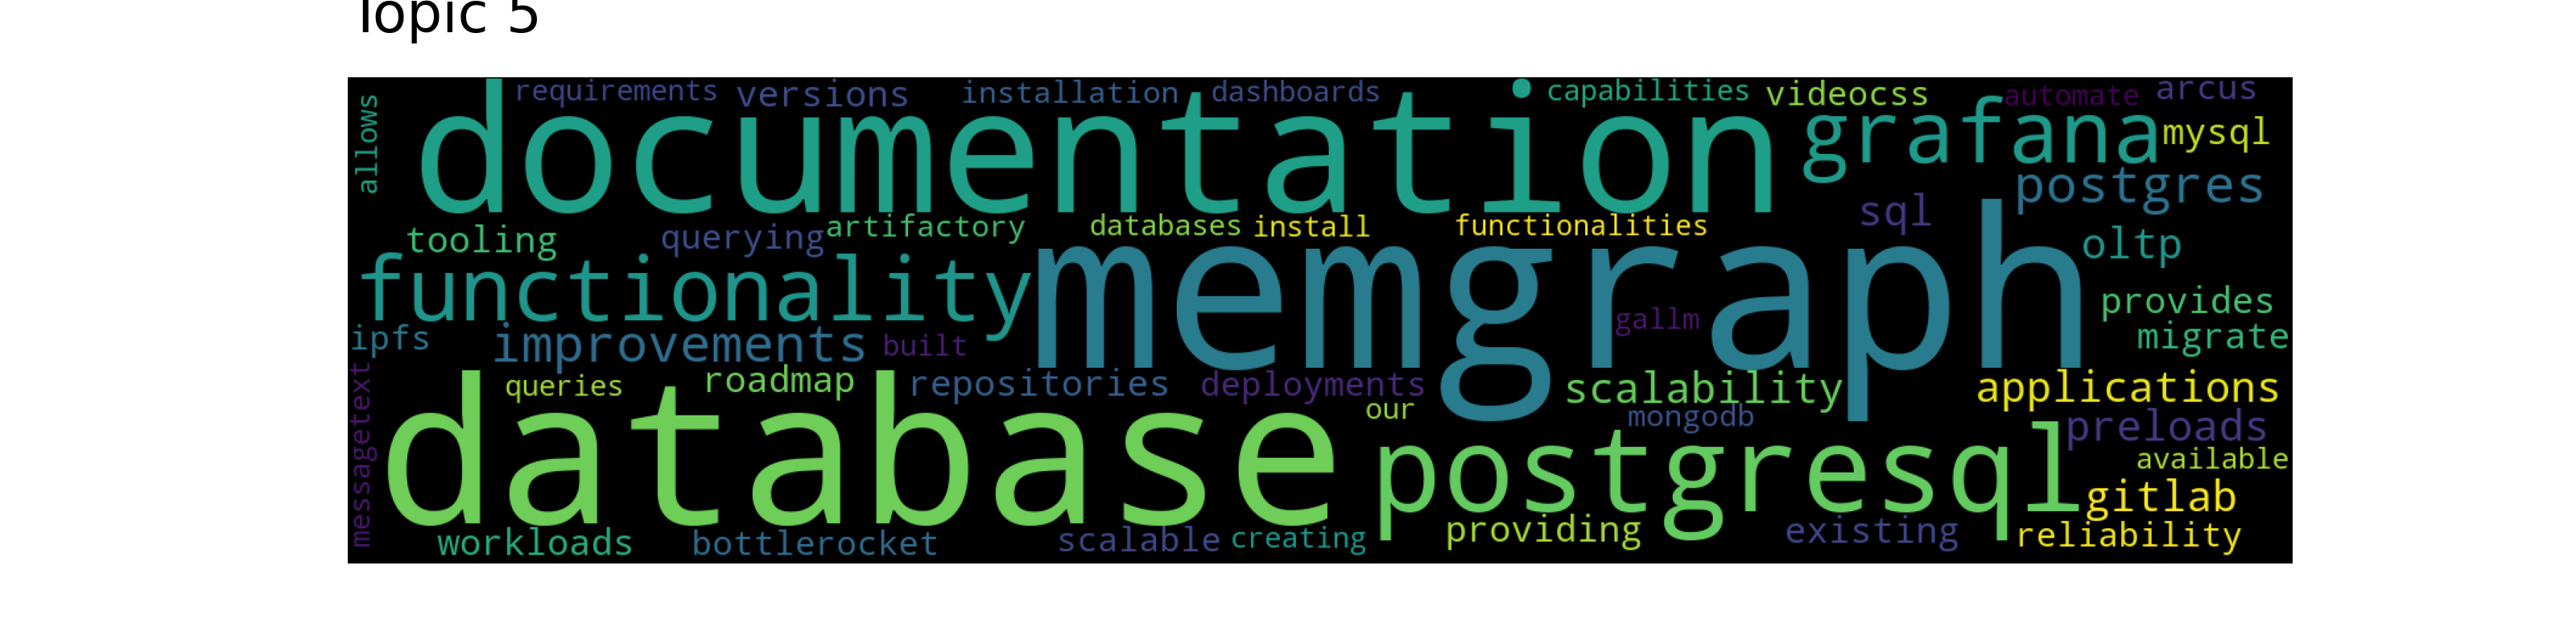 Topic 5
allows
requirements
versions
installation
dashboards
capabilities
videocss
automate
arcus
documentation
grafana
mysql
postgres
sql
tooling
querying
artifactory
databases
install
functionalities
oltp
functionality
memgraph
gallm
provides
migrate
ipfs
improvements
built
messagetext
queries
roadmap
repositories
deployments
our
scalability
mongodb
applications
preloads
database
postgresql
available
gitlab
workloads
bottlerocket
scalable
creating
providing
existing
reliability